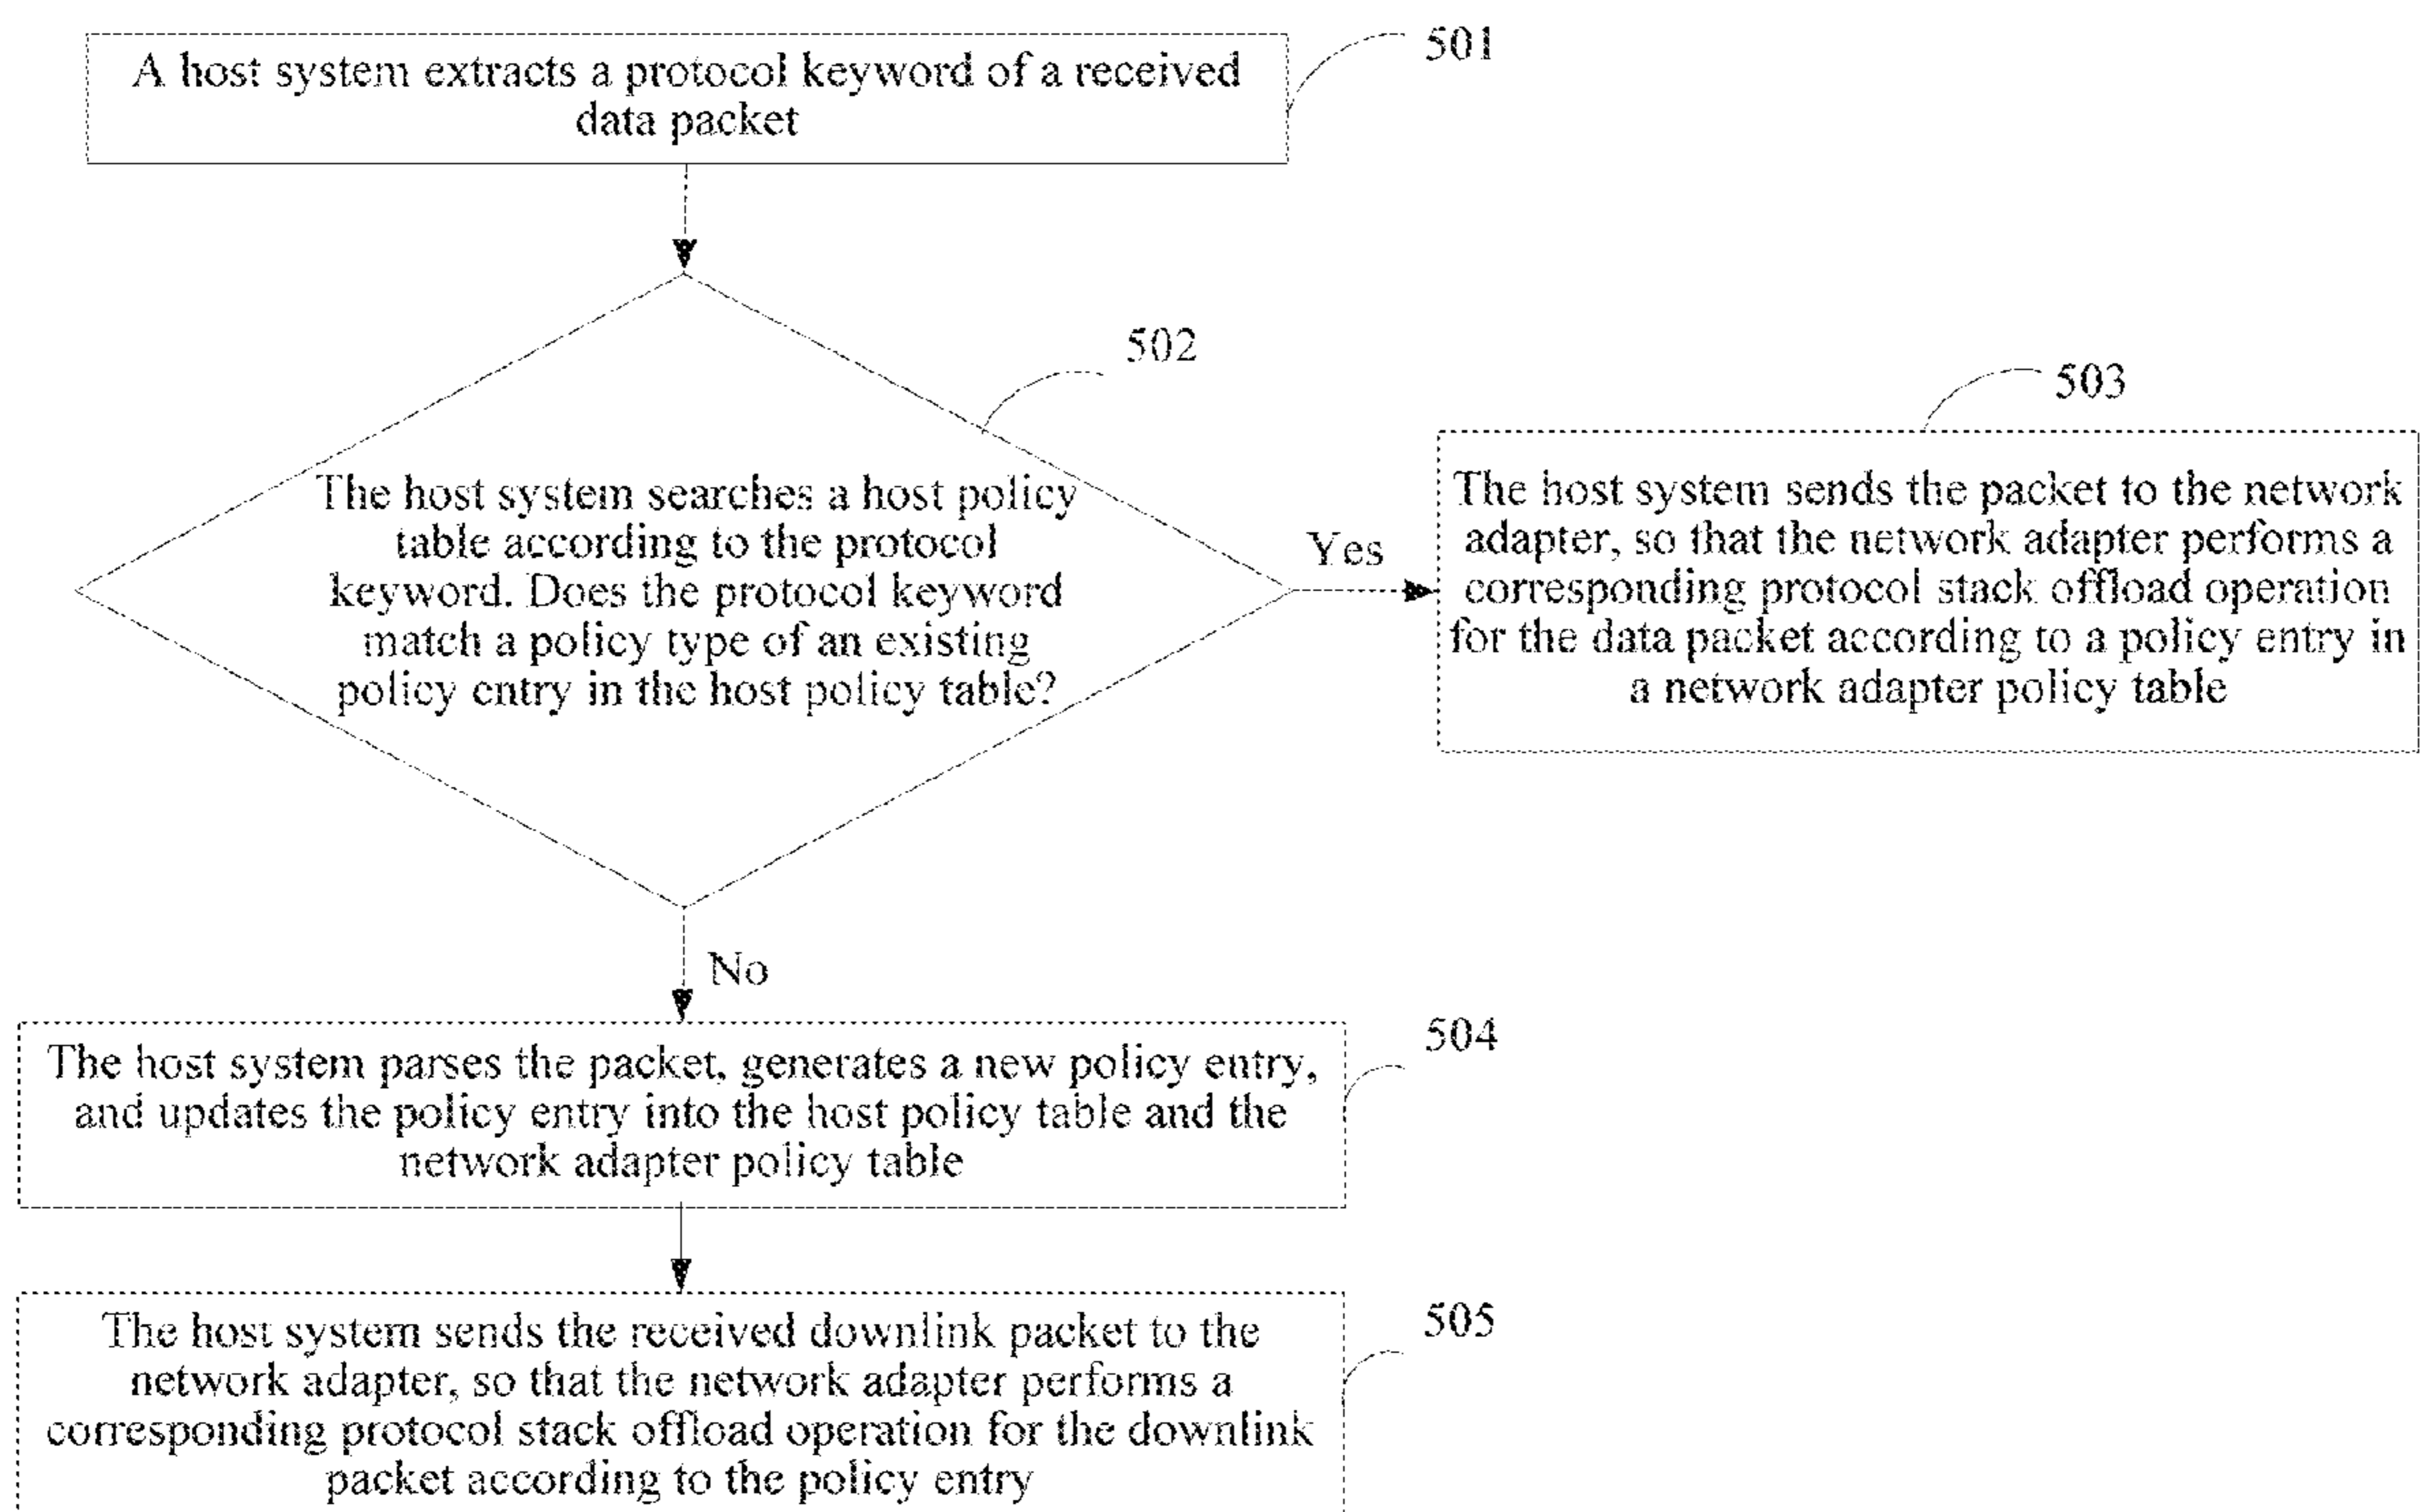 A host system extracts a protocol keyword of a received
data packet
501
502
The host system searches a host policy
table according to the protocol
keyword. Does the protocol keyword
match a policy type of an existing
policy entry in the host policy table?
Yes
503
The host system sends the packet to the network
adapter, so that the network adapter performs a
corresponding protocol stack offload operation
for the data packet according to a policy entry in
a network adapter policy table
No
504
The host system parses the packet, generates a new policy entry,
and updates the policy entry into the host policy table and the
network adapter policy table
505
The host system sends the received downlink packet to the
network adapter, so that the network adapter performs a
corresponding protocol stack offload operation for the downlink
packet according to the policy entry